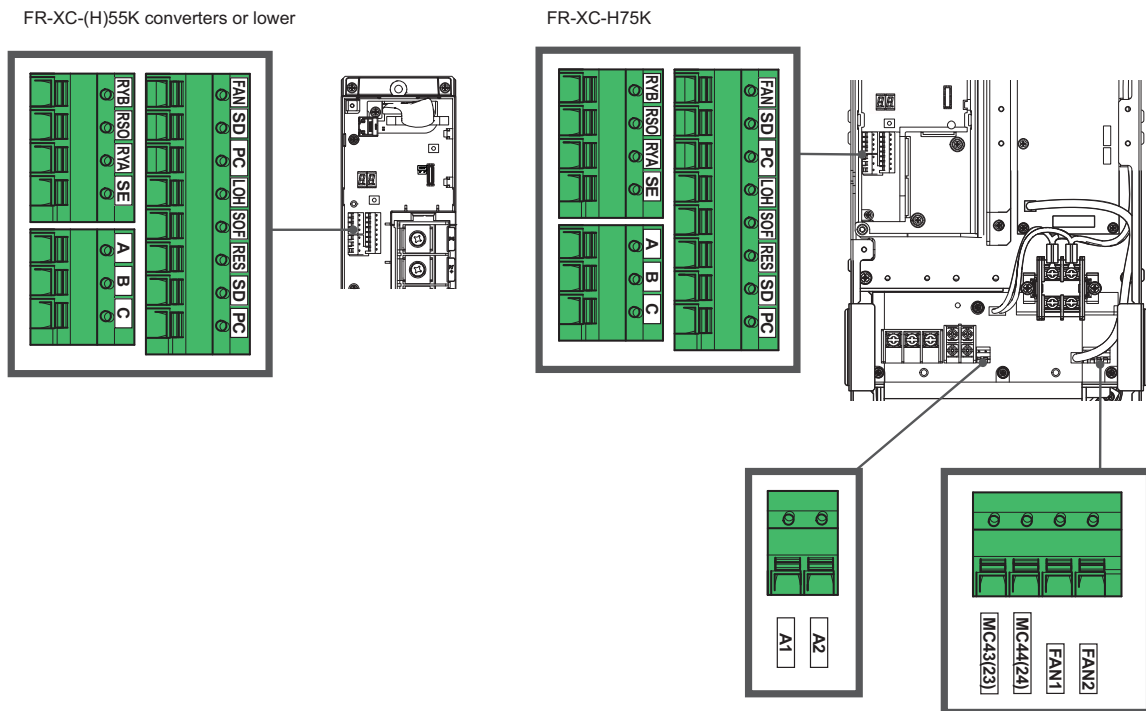 FR-XC-(H)55K converters or lower
RYB
RSO
RYA
SE
A
B
C
FAN
SD
PC
LOH
SOF
RES
SD
PC
FR-XC-H75K
RYB
RSO
RYA
SE
A
B
C
FAN
SD
PC
LOH
SOF
RES
SD
PC
A1
A2
MC43(23)
MC44(24)
FAN1
FAN2